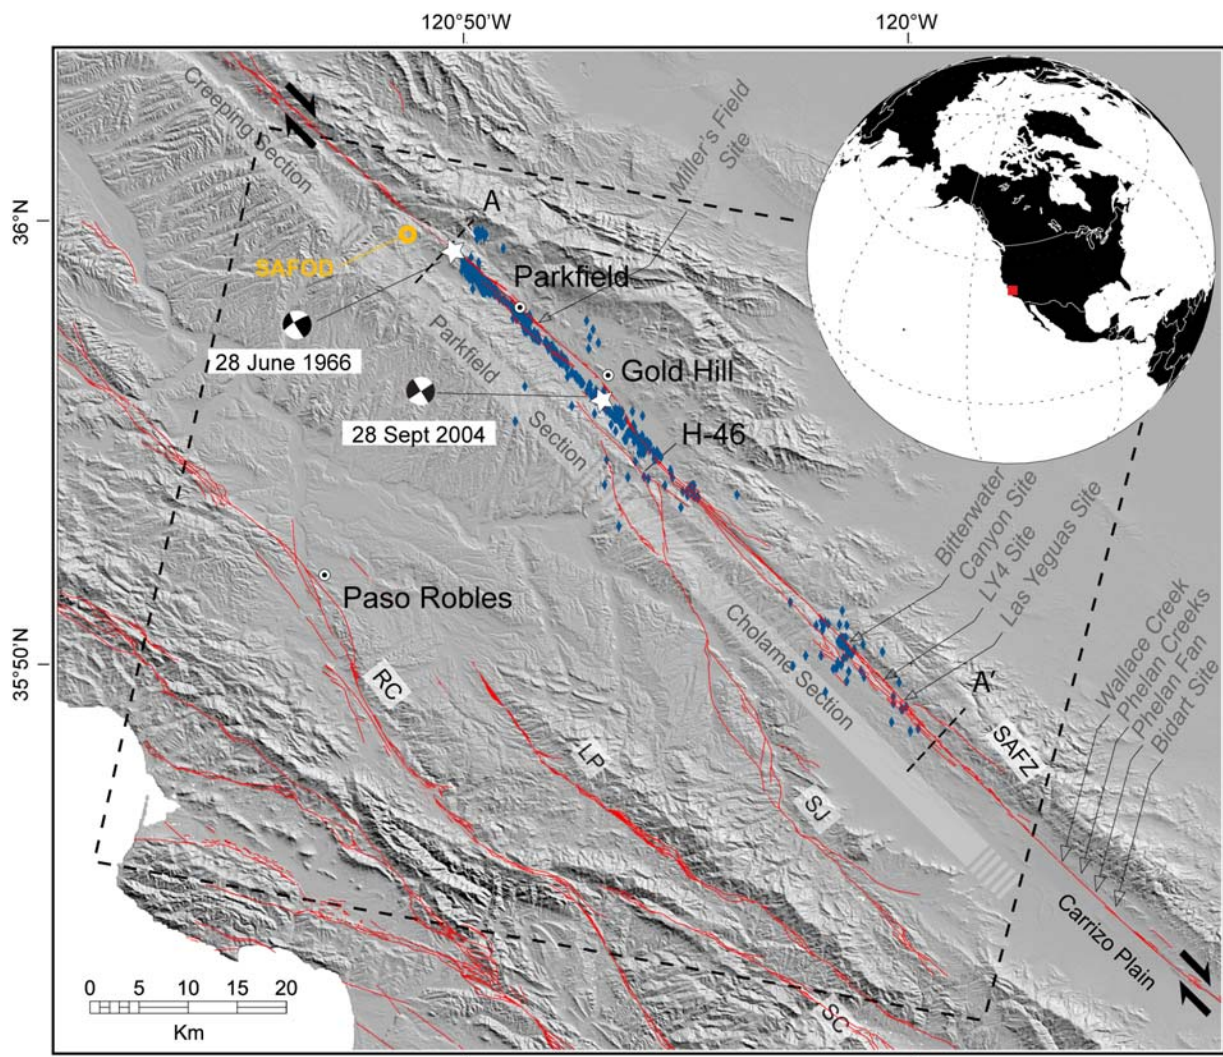 120°50'W
120°W
36°N
35°50'N
Creeping Section
Miller's Field
Site
A
SAFOD
Parkfield
28 June 1966
Parkfield
Section
Gold Hill
28 Sept 2004
H-46
Bitterwater
Canyon Site
LY4 Site
Las Yeguas Site
Paso Robles
Cholame Section
A'
SAFZ
Wallace Creek
Phelan Creeks
Phelan Fan
Bidart Site
RC
LP
SJ
Carrizo Plain
SC
0 5 10 15 20
Km